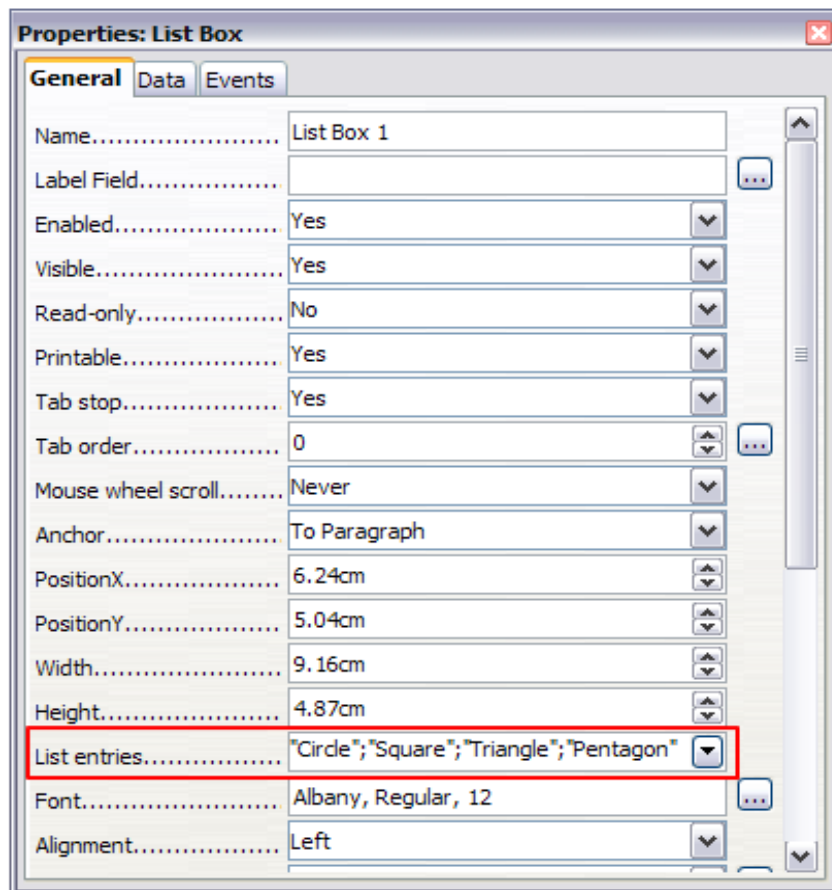 Properties: List Box
General Data Events
Name....................... List Box 1
Label Field................. ...
Enabled.................... Yes
Visible...................... Yes
Read-only................. No
Printable................... Yes
Tab stop................... Yes
Tab order................. 0 ...
Mouse wheel scroll........ Never
Anchor..................... To Paragraph
PositionX.................. 6.24cm
PositionY.................. 5.04cm
Width...................... 9.16cm
Height..................... 4.87cm
List entries................ "Circle";"Square";"Triangle";"Pentagon"
Font....................... Albany, Regular, 12 ...
Alignment................. Left